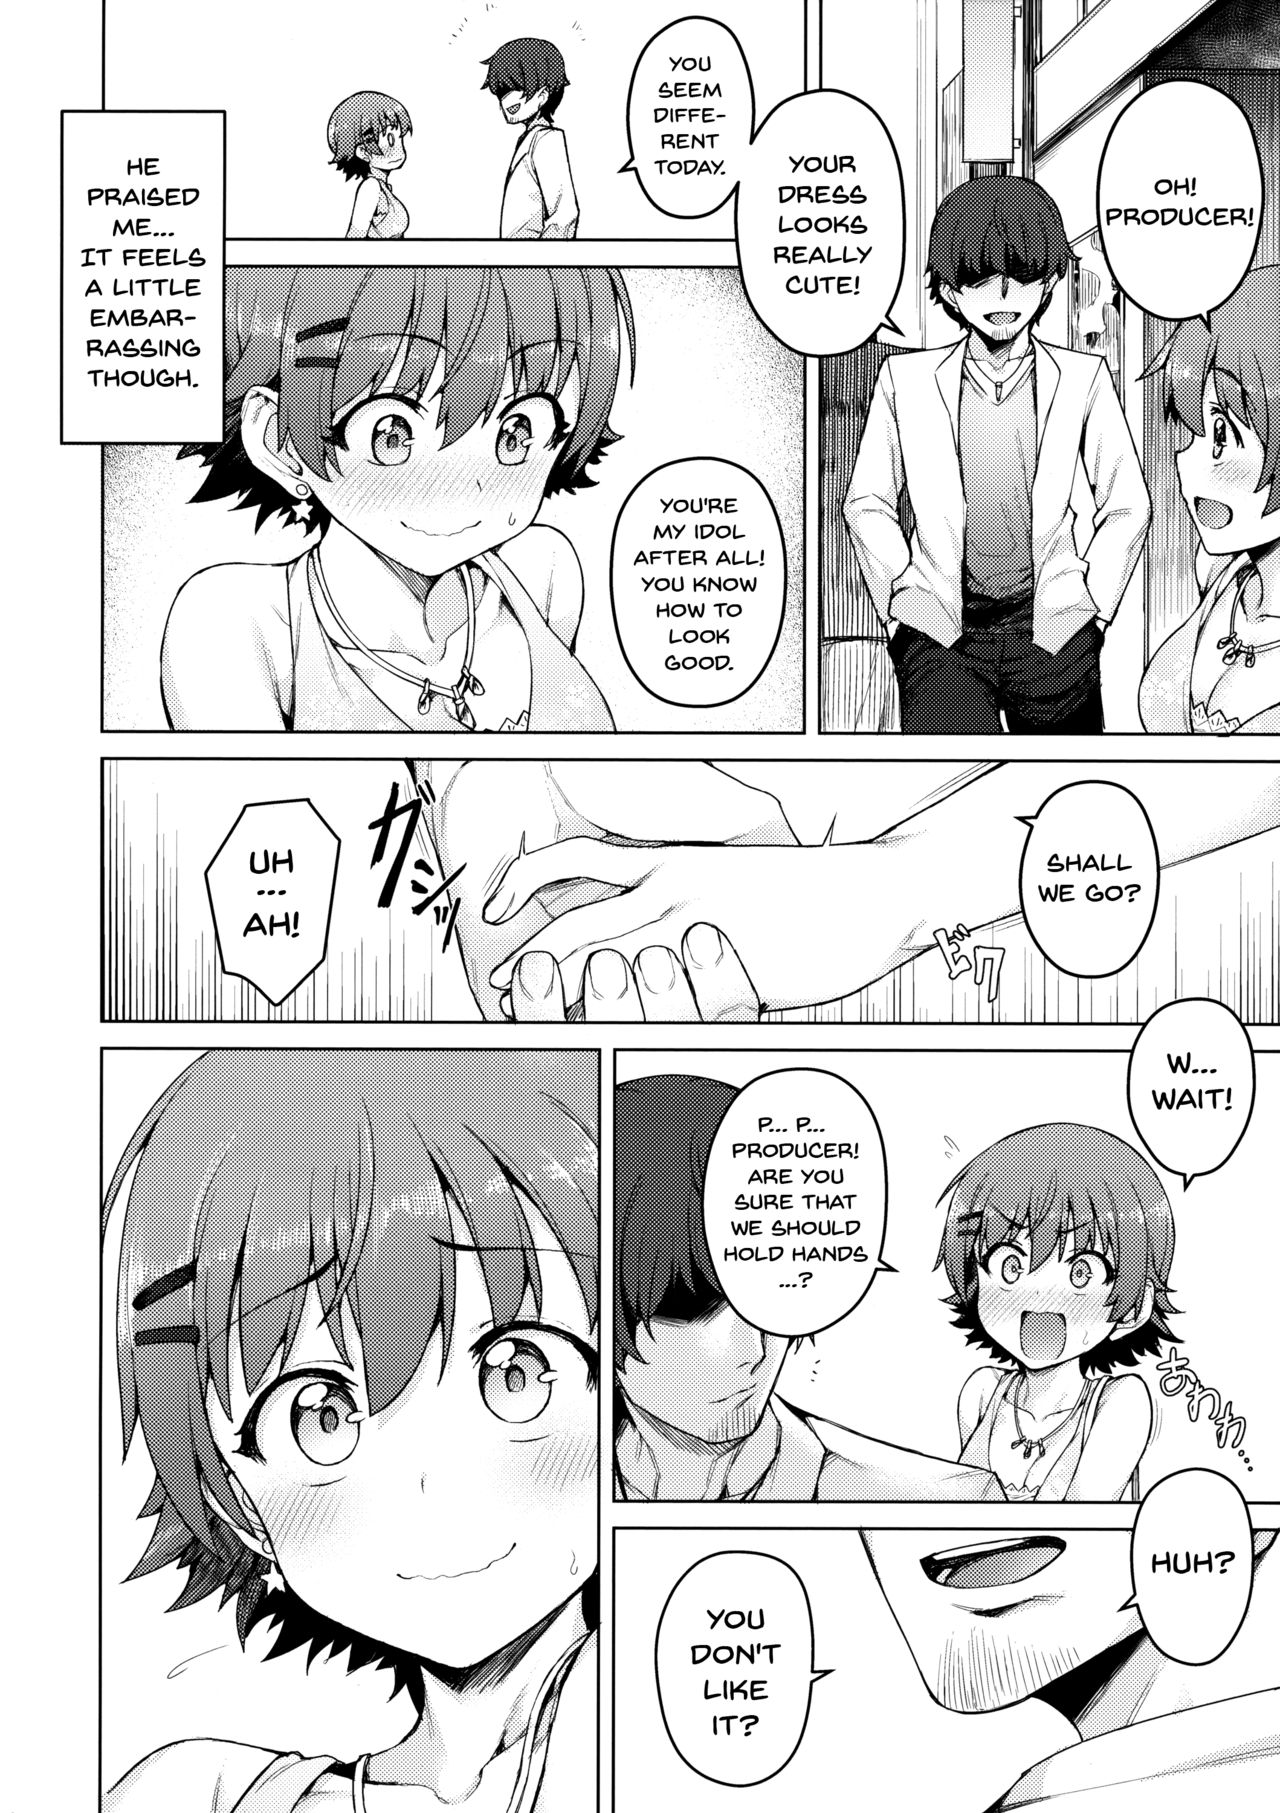 OH!
PRODUCER!
YOUR
DRESS
LOOKS
REALLY
CUTE!
YOU
SEEM
DIFFE-
RENT
TODAY.
HE
PRAISED
ME...
IT FEELS
A LITTLE
EMBAR-
RASSING
THOUGH.
YOU'RE
MY IDOL
AFTER ALL!
YOU KNOW
HOW TO
LOOK
GOOD.
SHALL
WE GO?
ビク
ガシッ
UH
...
AH!
W...
WAIT!
P... P...
PRODUCER!
ARE YOU
SURE THAT
WE SHOULD
HOLD HANDS
...?
あわわわ...
HUH?
YOU
DON'T
LIKE
IT?